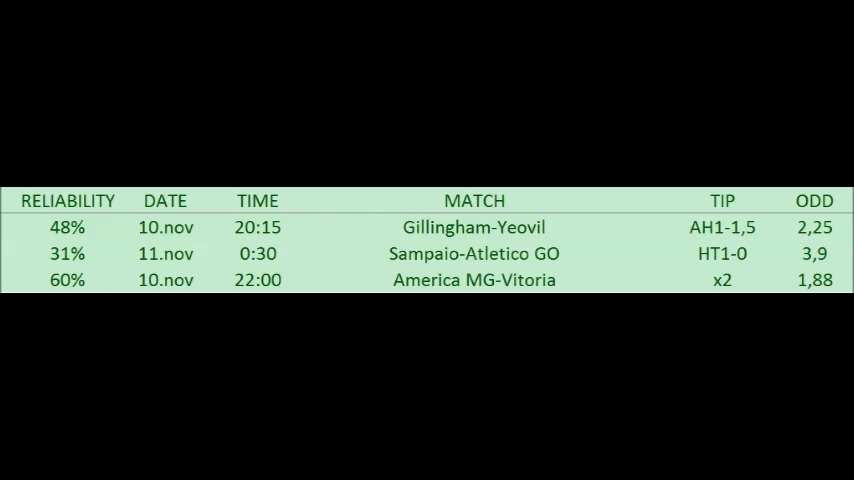 RELIABILITY DATE TIME MATCH TIP ODD
48% 10.nov 20:15 Gillingham-Yeovil AH1-1,5 2,25
31% 11.nov 0:30 Sampaio-Atletico GO HT1-0 3,9
60% 10.nov 22:00 America MG-Vitoria x2 1,88